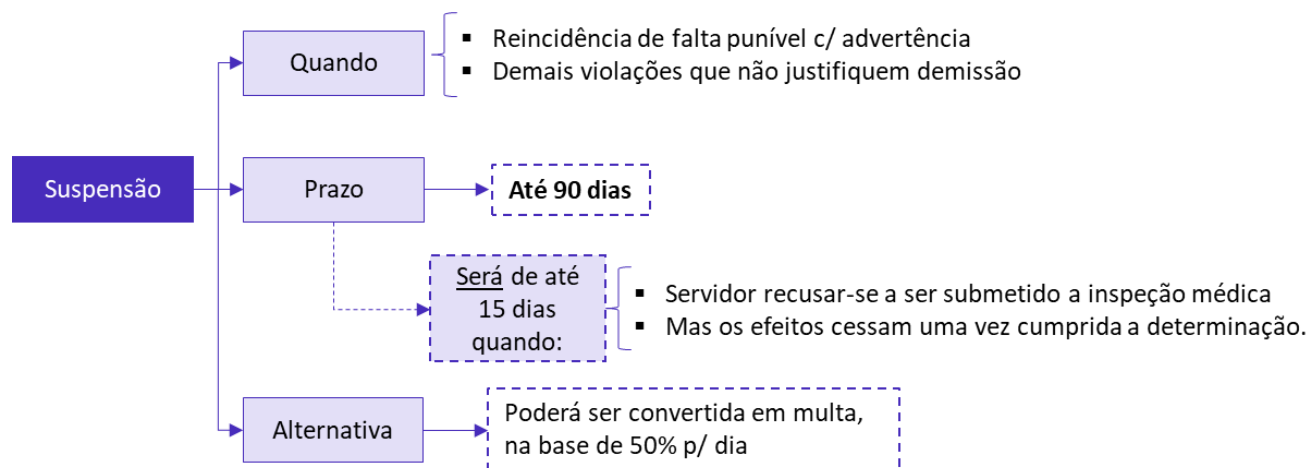 Quando
▪ Reincidência de falta punível c/ advertência
▪ Demais violações que não justifiquem demissão
Suspensão
Prazo
Até 90 dias
Será de até
15 dias
quando:
▪ Servidor recusar-se a ser submetido a inspeção médica
▪ Mas os efeitos cessam uma vez cumprida a determinação.
Alternativa
Poderá ser convertida em multa,
na base de 50% p/ dia